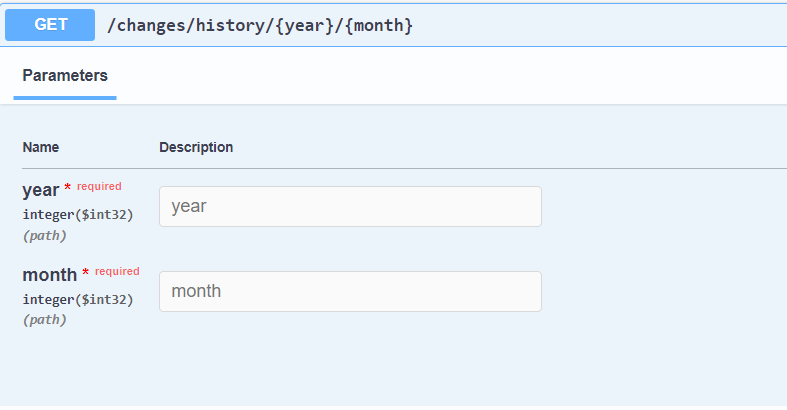 GET /changes/history/{year}/{month}
Parameters
Name Description
year * required
year
integer($int32)
(path)
month * required
month
integer($int32)
(path)